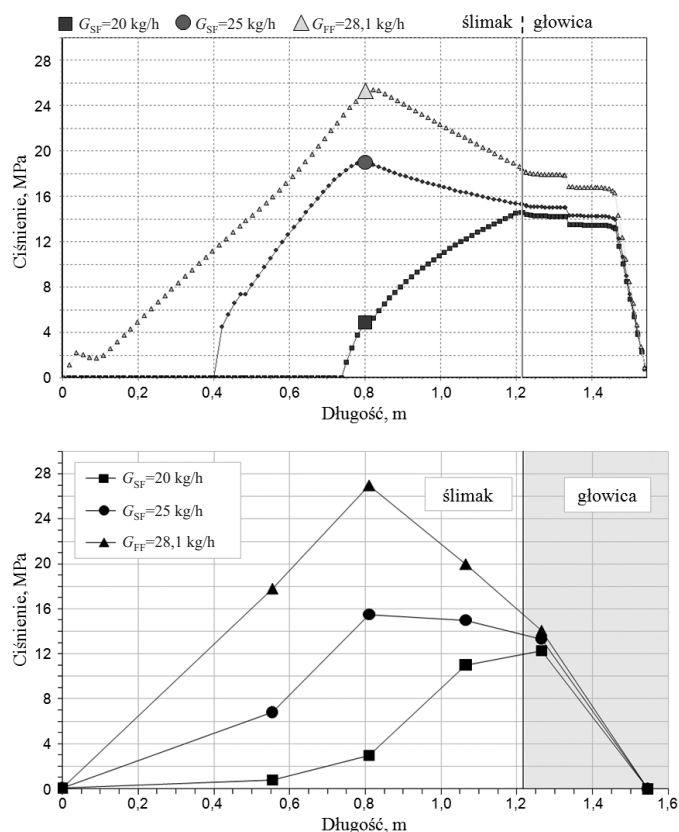 G_SF=20 kg/h G_SF=25 kg/h G_FF=28,1 kg/h ślimak głowica
28
24
20
16
12
8
4
0
Ciśnienie, MPa
0 0,2 0,4 0,6 0,8 1,0 1,2 1,4
Długość, m
28
24
20
16
12
8
4
0
Ciśnienie, MPa
G_SF=20 kg/h
G_SF=25 kg/h
G_FF=28,1 kg/h
ślimak głowica
0 0,2 0,4 0,6 0,8 1,0 1,2 1,4 1,6
Długość, m